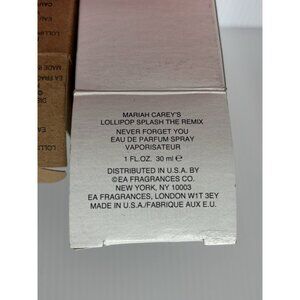 MARIAH CAREY'S
LOLLIPOP SPLASH THE REMIX
NEVER FORGET YOU
EAU DE PARFUM SPRAY
VAPORISATEUR
1 FL.OZ. 30 ml ℮
DISTRIBUTED IN U.S.A. BY
©EA FRAGRANCES CO.
NEW YORK, NY 10003
EA FRAGRANCES, LONDON W1T 3EY
MADE IN U.S.A./FABRIQUE AUX E.U.